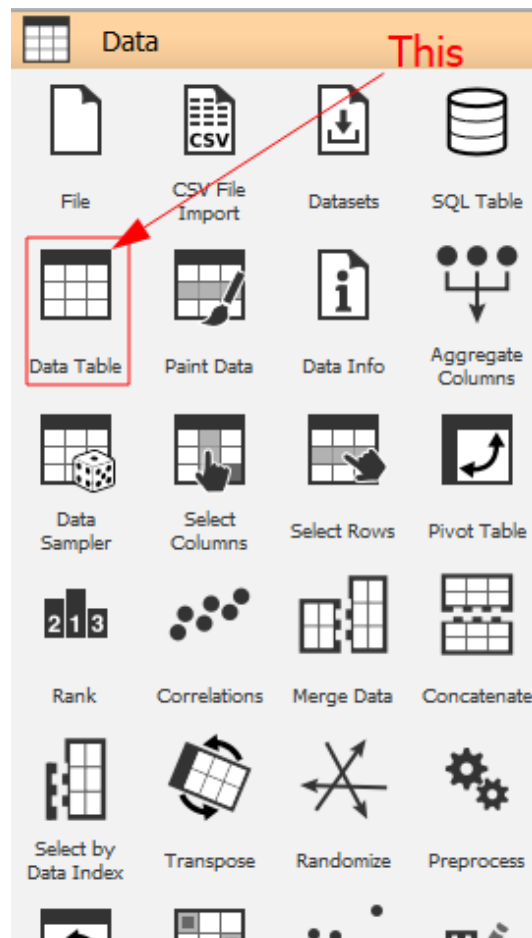 Data
This
CSV
File
CSV File
Import
Datasets
SQL Table
i
Data Table
Paint Data
Data Info
Aggregate
Columns
Data
Sampler
Select
Columns
Select Rows
Pivot Table
2 1 3
Rank
Correlations
Merge Data
Concatenate
Select by
Data Index
Transpose
Randomize
Preprocess